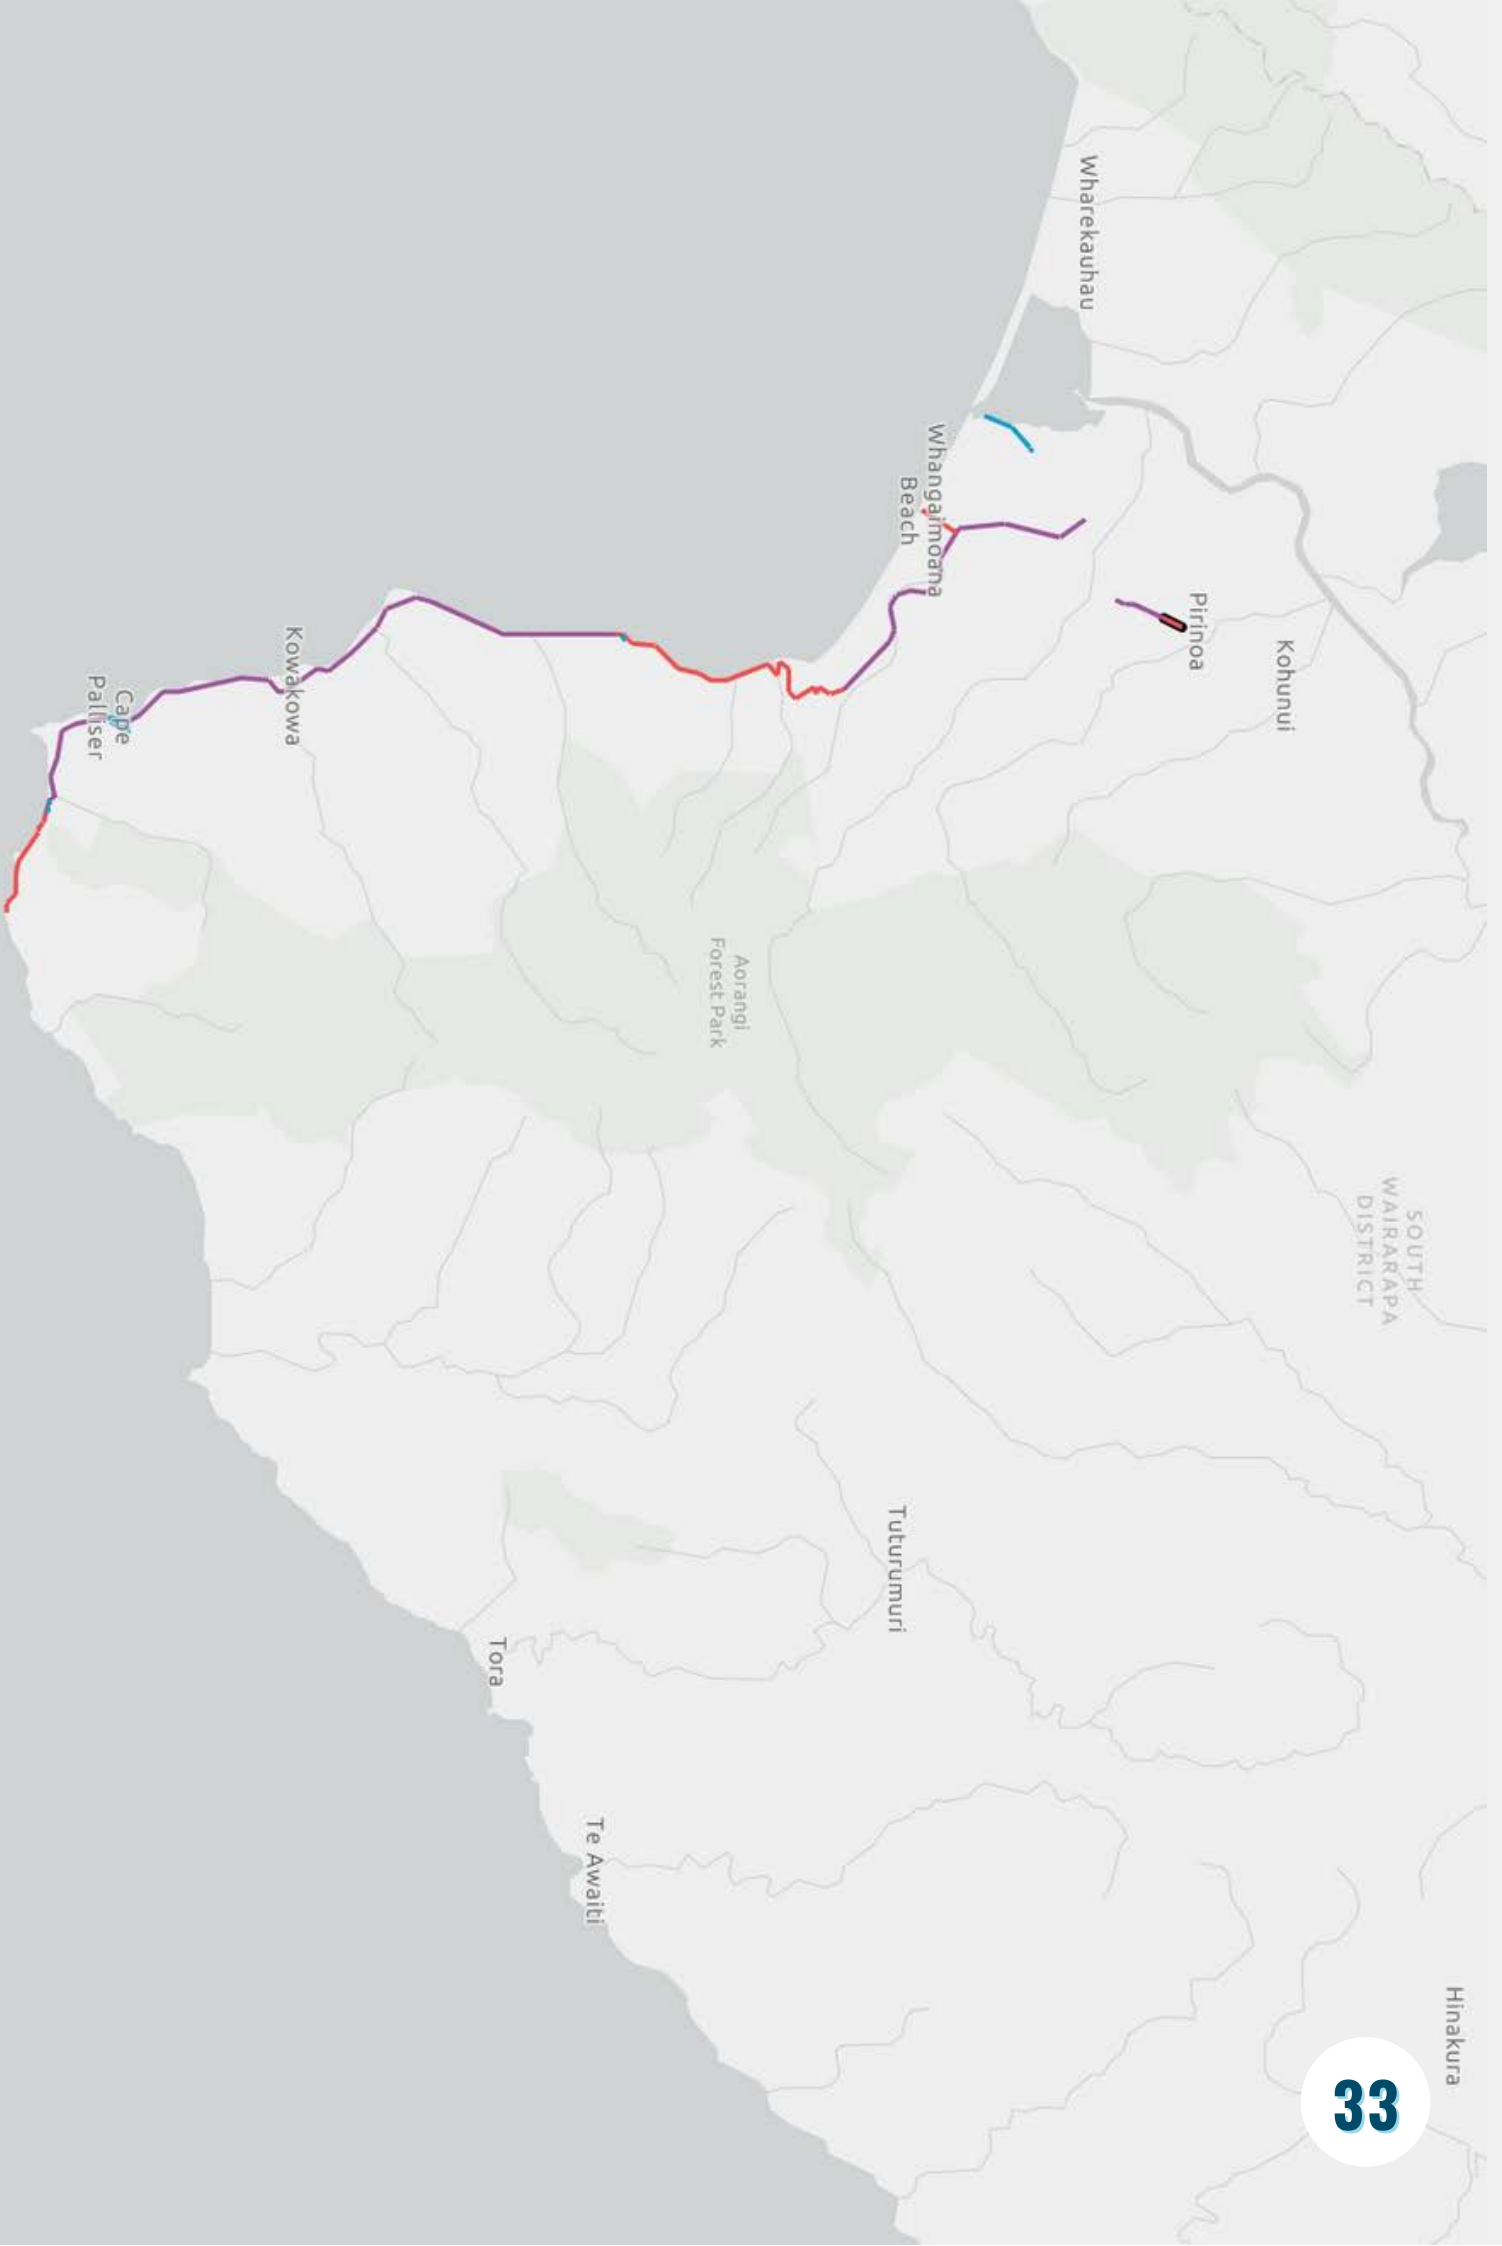 Hinakura
SOUTH
WAIRARAPA
DISTRICT
Kohunui
Pirinoa
Wharekauhau
Whangaimoana
Beach
Tuturumuri
Aorangi
Forest Park
Te Awaiti
Tora
Kowakowa
Cape
Palliser
33